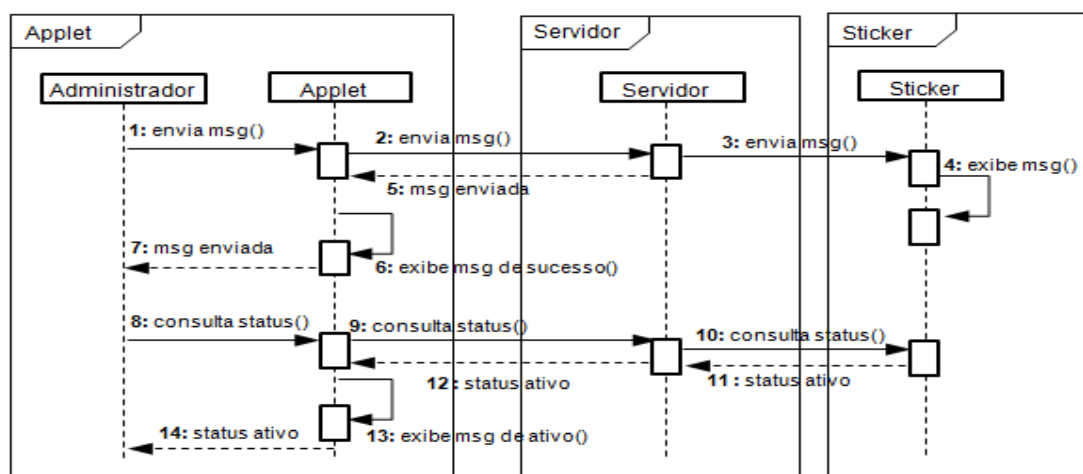 Applet
Servidor
Sticker
Administrador
Applet
Servidor
Sticker
1: envia msg()
2: envia msg()
3: envia msg()
4: exibe msg()
5: msg enviada
6: exibe msg de sucesso()
7: msg enviada
8: consulta status()
9: consulta status()
10: consulta status()
11 : status ativo
12: status ativo
13: exibe msg de ativo()
14: status ativo